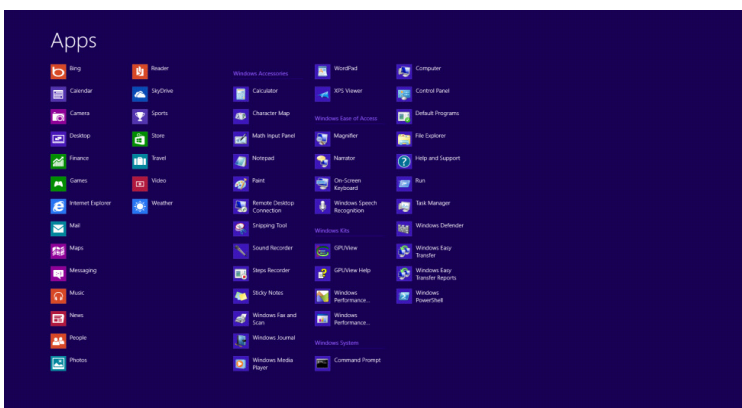 Apps
Bing
Calendar
Camera
Desktop
Finance
Games
Internet Explorer
Mail
Maps
Messaging
Music
News
People
Photos
Reader
SkyDrive
Sports
Store
Travel
Video
Weather
Windows Accessories
Calculator
Character Map
Math Input Panel
Notepad
Paint
Remote Desktop
Connection
Snipping Tool
Sound Recorder
Steps Recorder
Sticky Notes
Windows Fax and
Scan
Windows Journal
Windows Media
Player
WordPad
XPS Viewer
Windows Ease of Access
Magnifier
Narrator
On-Screen
Keyboard
Windows Speech
Recognition
Windows Kits
GPUView
GPUView Help
Windows
Performance...
Windows
Performance...
Windows System
Command Prompt
Computer
Control Panel
Default Programs
File Explorer
Help and Support
Run
Task Manager
Windows Defender
Windows Easy
Transfer
Windows Easy
Transfer Reports
Windows
PowerShell